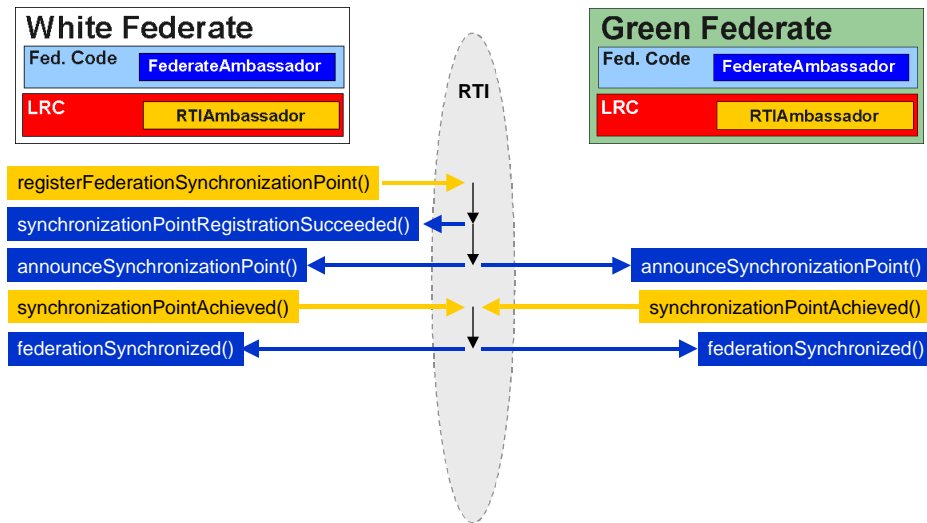 White Federate
Fed. Code
FederateAmbassador
LRC
RTIAmbassador
RTI
Green Federate
Fed. Code
FederateAmbassador
LRC
RTIAmbassador
registerFederationSynchronizationPoint()
synchronizationPointRegistrationSucceeded()
announceSynchronizationPoint()
announceSynchronizationPoint()
synchronizationPointAchieved()
synchronizationPointAchieved()
federationSynchronized()
federationSynchronized()